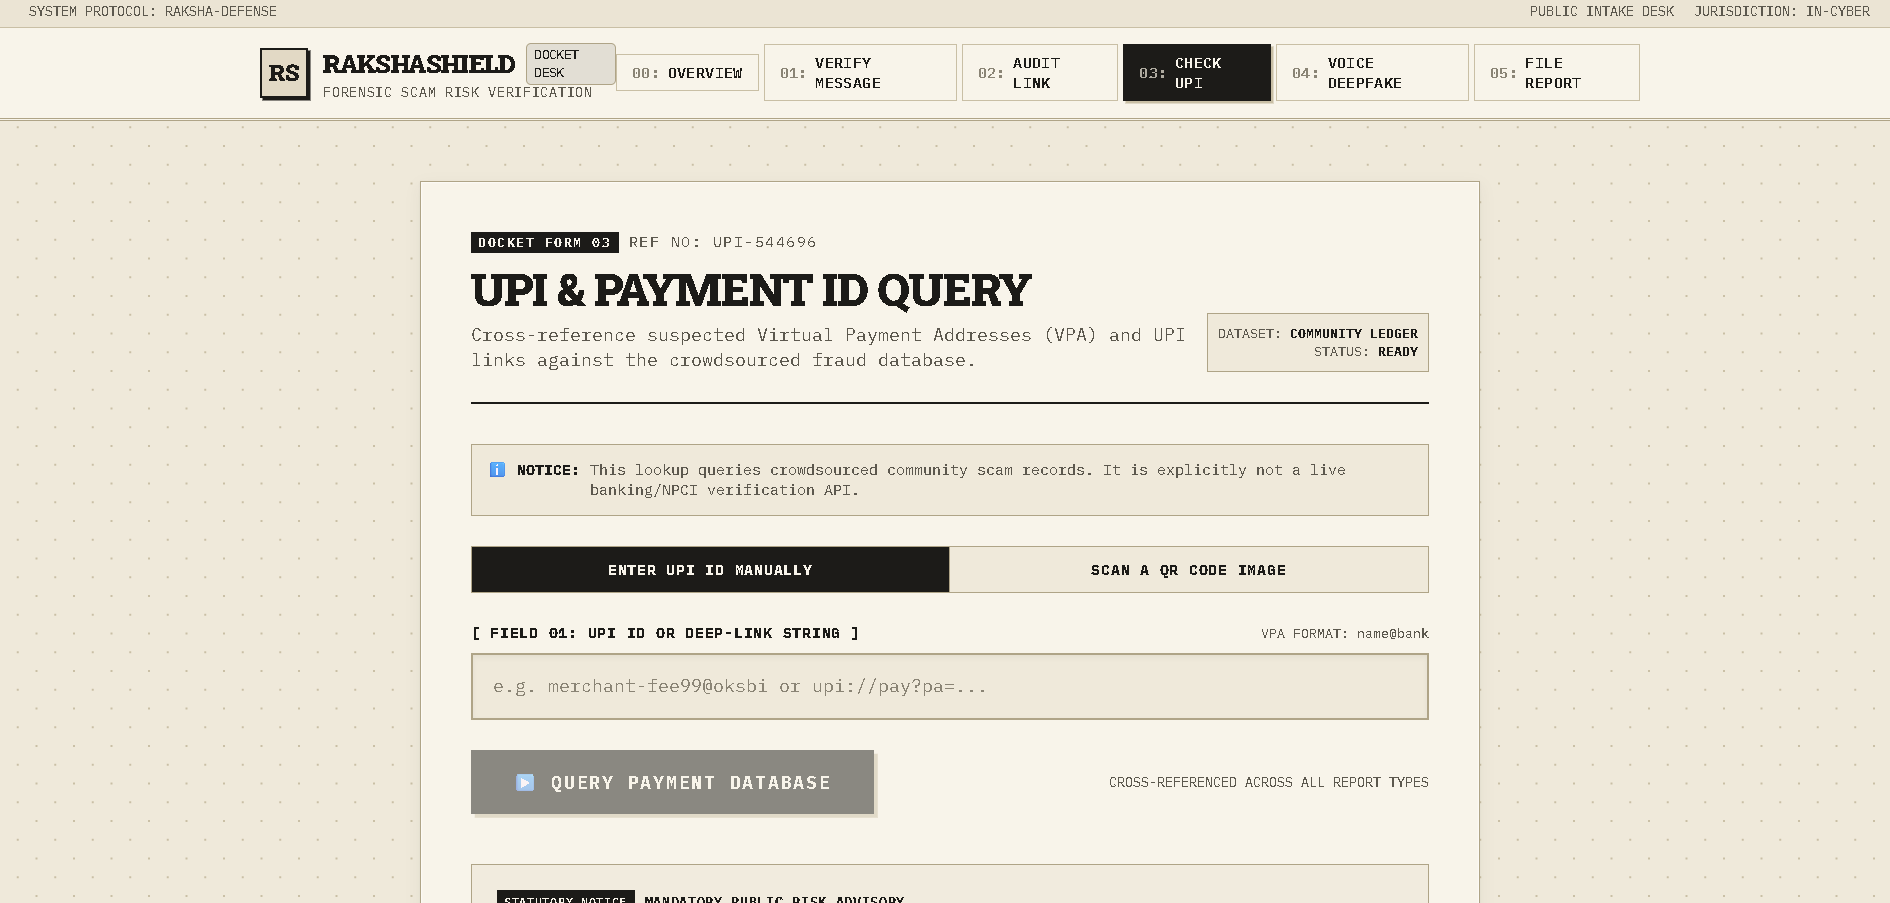 SYSTEM PROTOCOL: RAKSHA-DEFENSE
PUBLIC INTAKE DESK JURISDICTION: IN-CYBER
RS
RAKSHASHIELD
DOCKET
DESK
FORENSIC SCAM RISK VERIFICATION
00: OVERVIEW
01: VERIFY
MESSAGE
02: AUDIT
LINK
03: CHECK
UPI
04: VOICE
DEEPFAKE
05: FILE
REPORT
DOCKET FORM 03 REF NO: UPI-544696
UPI & PAYMENT ID QUERY
Cross-reference suspected Virtual Payment Addresses (VPA) and UPI
links against the crowdsourced fraud database.
DATASET: COMMUNITY LEDGER
STATUS: READY
NOTICE: This lookup queries crowdsourced community scam records. It is explicitly not a live
banking/NPCI verification API.
ENTER UPI ID MANUALLY
SCAN A QR CODE IMAGE
[ FIELD 01: UPI ID OR DEEP-LINK STRING ]
VPA FORMAT: name@bank
e.g. merchant-fee99@oksbi or upi://pay?pa=...
QUERY PAYMENT DATABASE
CROSS-REFERENCED ACROSS ALL REPORT TYPES
STATUTORY NOTICE MANDATORY PUBLIC RISK ADVISORY